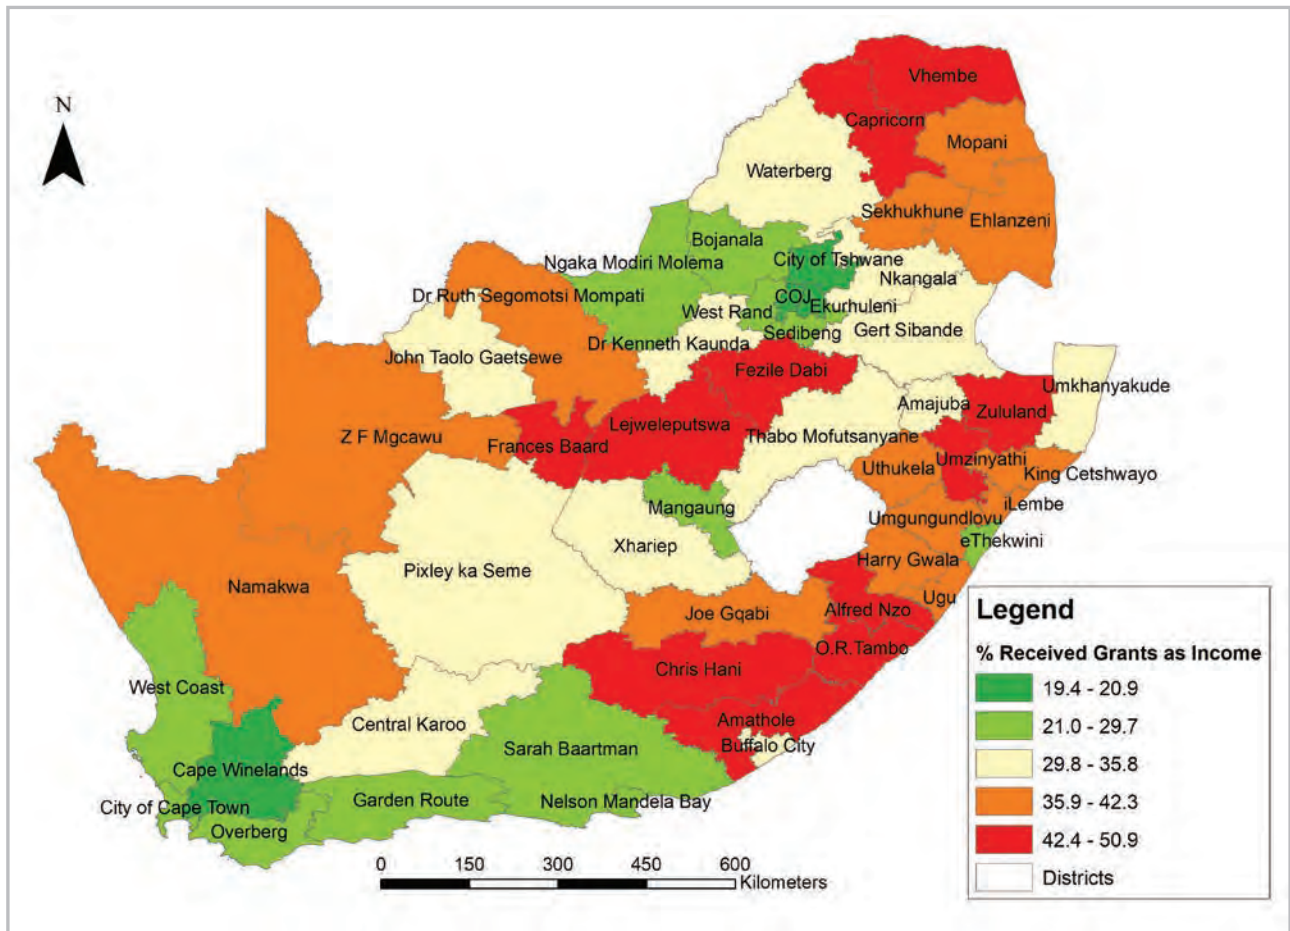 N
Vhembe
Capricorn
Mopani
Waterberg
Sekhukhune
Ehlanzeni
Bojanala
City of Tshwane
Ngaka Modiri Molema
Nkangala
Dr Ruth Segomotsi Mompati
COJ
Ekurhuleni
West Rand
Gert Sibande
Sedibeng
Dr Kenneth Kaunda
John Taolo Gaetsewe
Fezile Dabi
Umkhanyakude
Amajuba
Zululand
Lejweleputswa
Z F Mgcawu
Frances Baard
Thabo Mofutsanyane
Umzinyathi
Uthukela
King Cetshwayo
iLembe
Mangaung
Umgungundlovu
eThekwini
Xhariep
Harry Gwala
Pixley ka Seme
Namakwa
Ugu
Joe Gqabi
Alfred Nzo
O.R.Tambo
Chris Hani
West Coast
Central Karoo
Amathole
Buffalo City
Sarah Baartman
Cape Winelands
Garden Route
Nelson Mandela Bay
City of Cape Town
Overberg
0 150 300 450 600
Kilometers
Legend
% Received Grants as Income
19.4 - 20.9
21.0 - 29.7
29.8 - 35.8
35.9 - 42.3
42.4 - 50.9
Districts